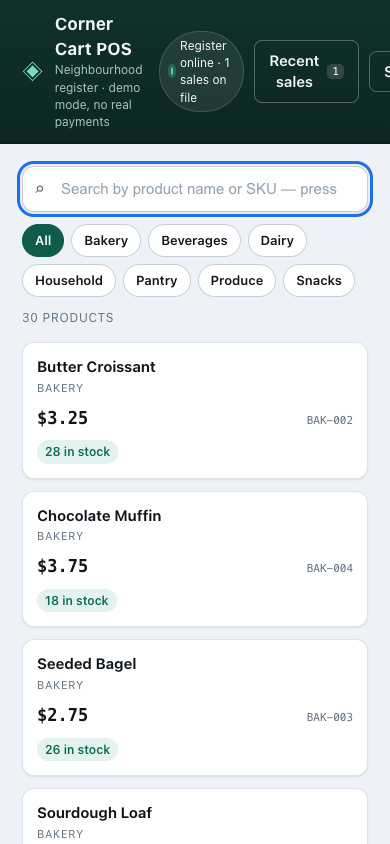 Corner
Cart POS
Neighbourhood
register · demo
mode, no real
payments
Register
online · 1
sales on
file
Recent
sales
1
S
Search by product name or SKU — press
All
Bakery
Beverages
Dairy
Household
Pantry
Produce
Snacks
30 PRODUCTS
Butter Croissant
BAKERY
$3.25
BAK-002
28 in stock
Chocolate Muffin
BAKERY
$3.75
BAK-004
18 in stock
Seeded Bagel
BAKERY
$2.75
BAK-003
26 in stock
Sourdough Loaf
BAKERY